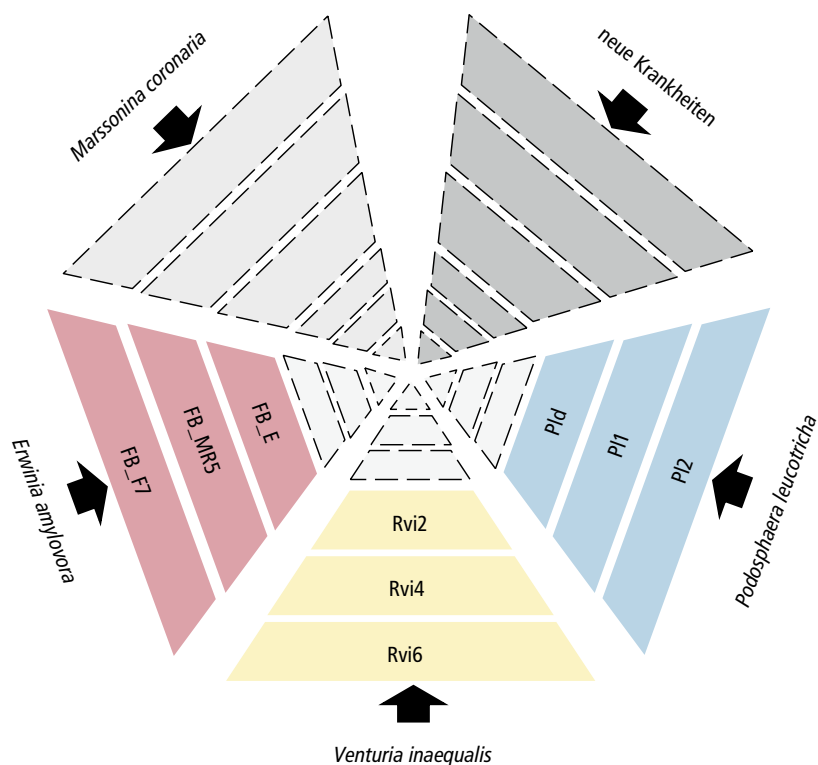 Marssonina coronaria
neue Krankheiten
Erwinia amylovora
FB_F7
FB_MR5
FB_E
Pld
Pl1
Pl2
Podosphaera leucotricha
Rvi2
Rvi4
Rvi6
Venturia inaequalis